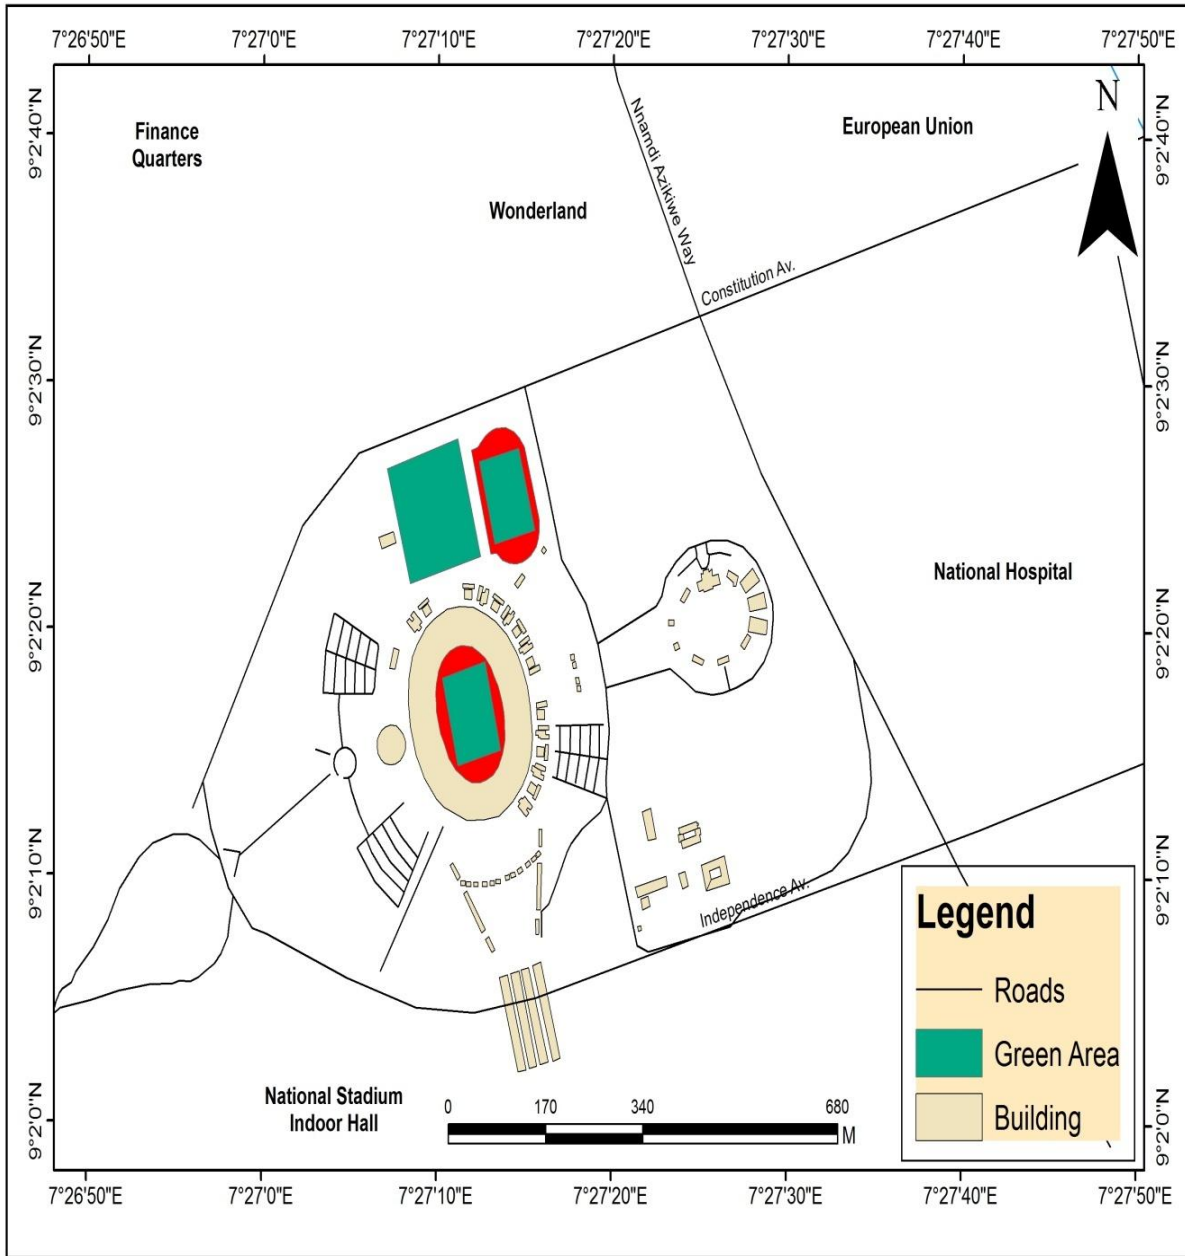 7°26'50"E 7°27'0"E 7°27'10"E 7°27'20"E 7°27'30"E 7°27'40"E 7°27'50"E
N
9°2'40"N
9°2'40"N
Finance
Quarters
European Union
Wonderland
Nnamdi Azikiwe Way
Constitution Av.
9°2'30"N
9°2'30"N
National Hospital
9°2'20"N
9°2'20"N
9°2'10"N
9°2'10"N
Independence Av.
Legend
Roads
Green Area
Building
National Stadium
Indoor Hall
0 170 340 680
M
9°2'0"N
9°2'0"N
7°26'50"E 7°27'0"E 7°27'10"E 7°27'20"E 7°27'30"E 7°27'40"E 7°27'50"E